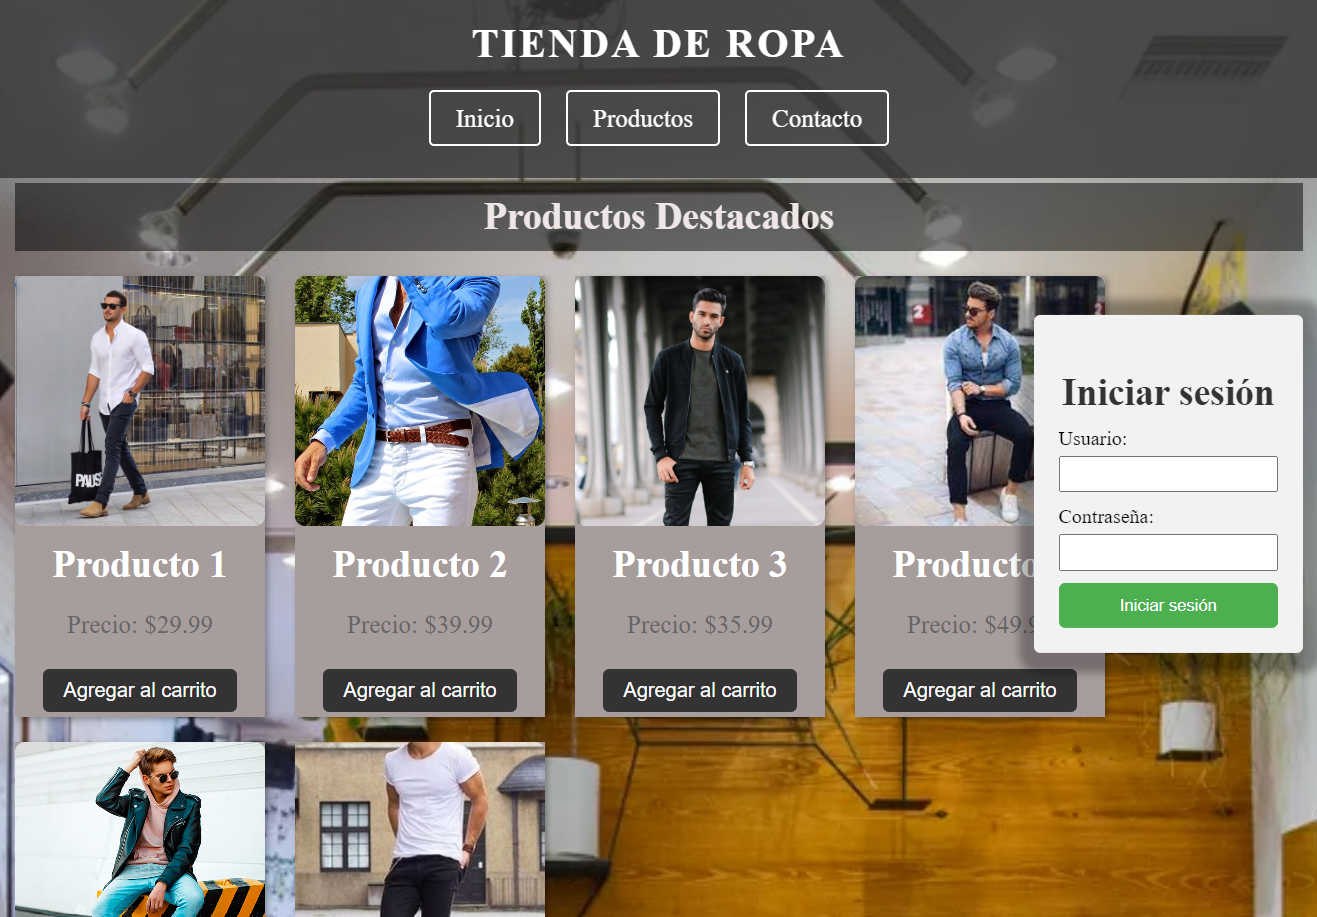 TIENDA DE ROPA
Inicio
Productos
Contacto
Productos Destacados
2
PAUS
Producto 1
Precio: $29.99
Agregar al carrito
Producto 2
Precio: $39.99
Agregar al carrito
Producto 3
Precio: $35.99
Agregar al carrito
Producto
Precio: $49.9
Agregar al carrito
Iniciar sesión
Usuario:
Contraseña:
Iniciar sesión